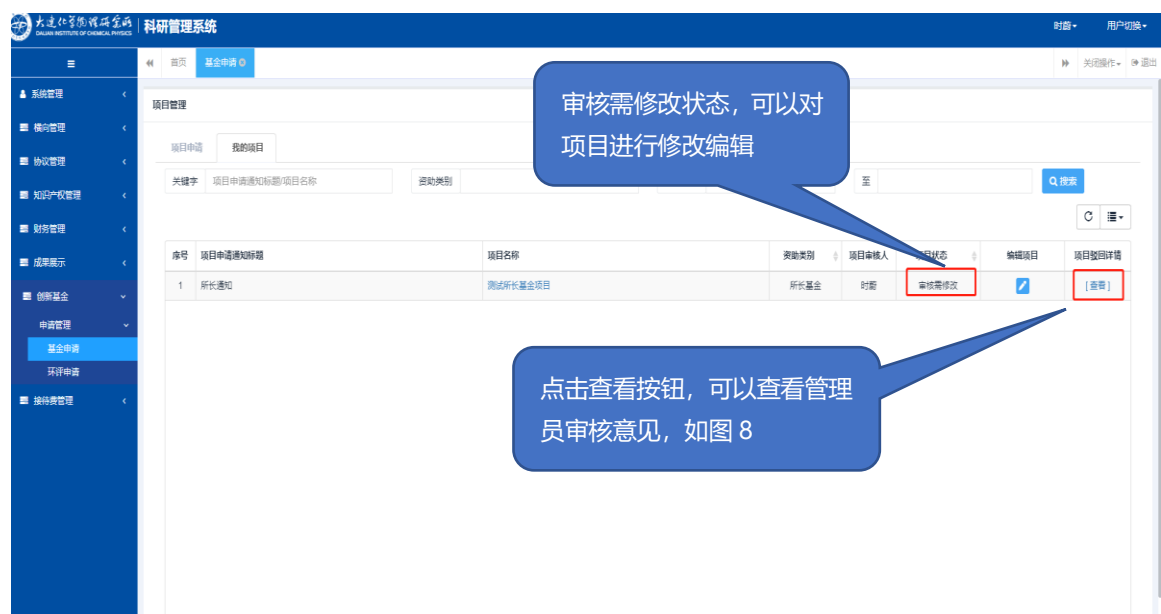 大连化学物理研究所
DALIAN INSTITUTE OF CHEMICAL PHYSICS
科研管理系统
时蔚
用户切换
首页
基金申请
关闭操作
退出
系统管理
横向管理
协议管理
知识产权管理
财务管理
成果展示
创新基金
申请管理
基金申请
环评申请
接待费管理
项目管理
项目申请
我的项目
关键字
项目申请通知标题/项目名称
资助类别
至
搜索
审核需修改状态，可以对
项目进行修改编辑
序号
项目申请通知标题
项目名称
资助类别
项目审核人
项目状态
编辑项目
项目驳回详情
1
所长通知
测试所长基金项目
所长基金
时蔚
审核需修改
[查看]
点击查看按钮，可以查看管理
员审核意见，如图 8